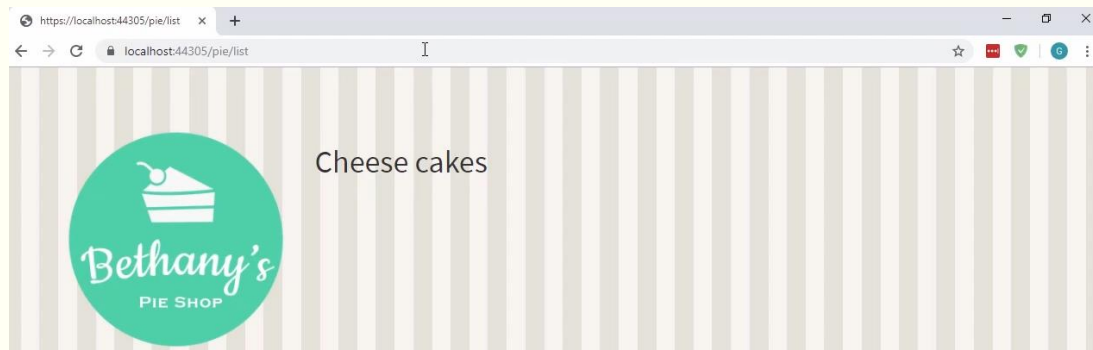 https://localhost:44305/pie/list
localhost:44305/pie/list
G
Cheese cakes
Bethany's
PIE SHOP